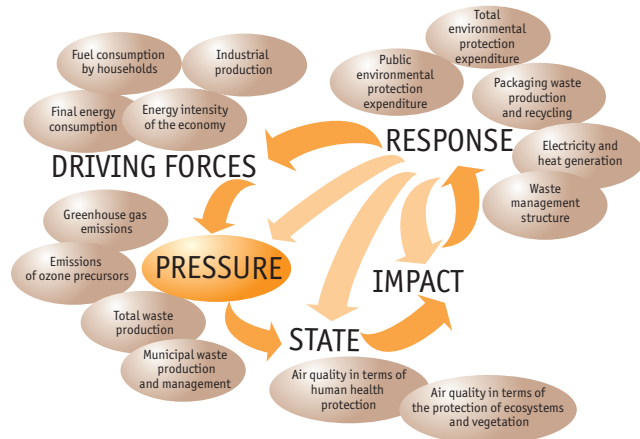 Fuel consumption
by households
Industrial
production
Final energy
consumption
Energy intensity
of the economy
DRIVING FORCES
Total
environmental
protection
expenditure
Public
environmental
protection
expenditure
Packaging waste
production
and recycling
RESPONSE
Electricity and
heat generation
Waste
management
structure
Greenhouse gas
emissions
Emissions
of ozone precursors
PRESSURE
Total waste
production
Municipal waste
production
and management
IMPACT
STATE
Air quality in terms of
human health
protection
Air quality in terms of
the protection of ecosystems
and vegetation